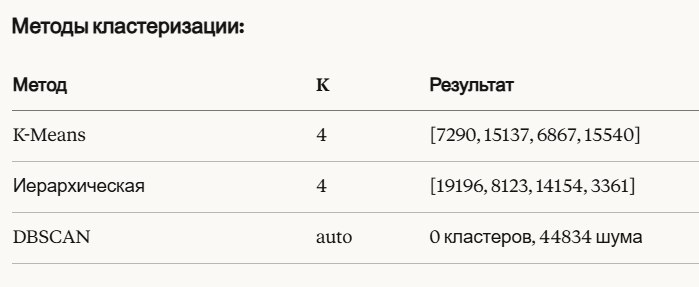 Методы кластеризации:
Метод K Результат
K-Means 4 [7290, 15137, 6867, 15540]
Иерархическая 4 [19196, 8123, 14154, 3361]
DBSCAN auto 0 кластеров, 44834 шума